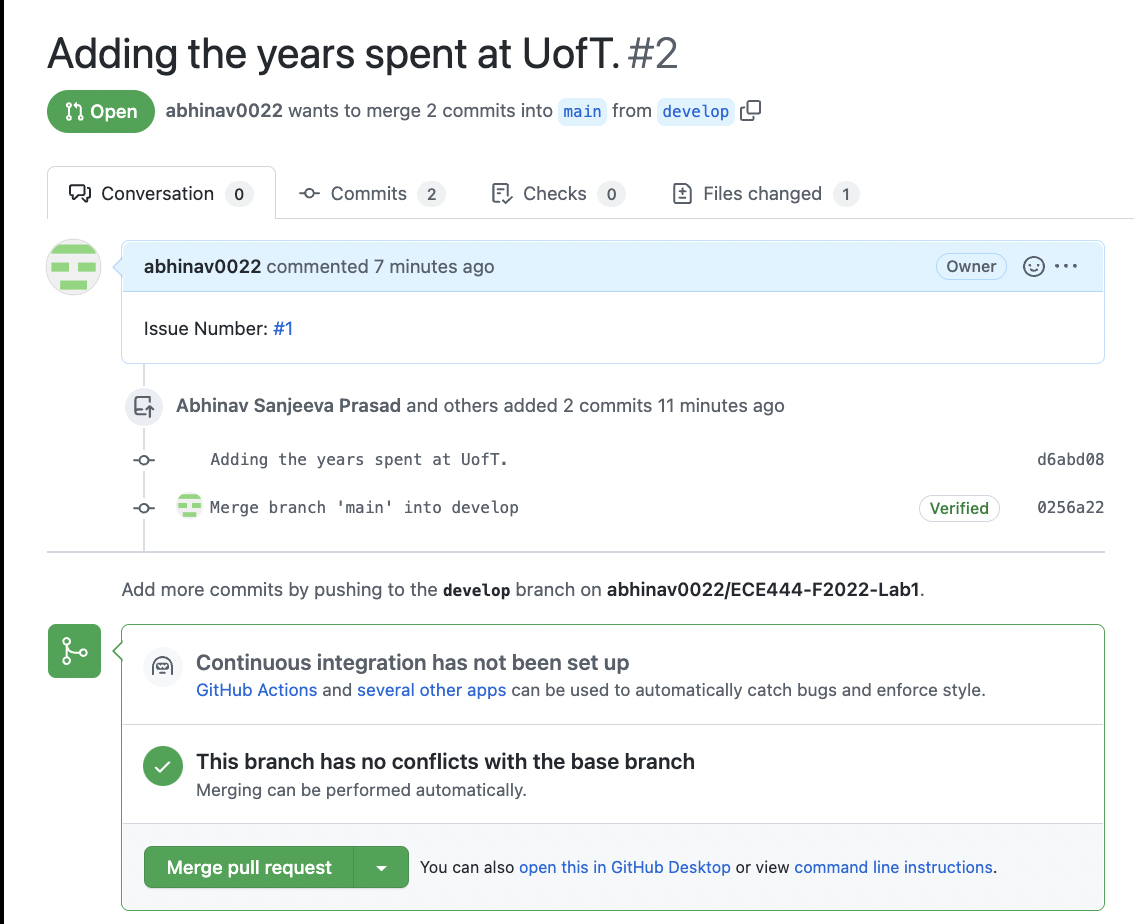 Adding the years spent at UofT. #2
Open abhinav0022 wants to merge 2 commits into main from develop
Conversation 0 Commits 2 Checks 0 Files changed 1
abhinav0022 commented 7 minutes ago Owner
Issue Number: #1
Abhinav Sanjeeva Prasad and others added 2 commits 11 minutes ago
Adding the years spent at UofT. d6abd08
Merge branch 'main' into develop Verified 0256a22
Add more commits by pushing to the develop branch on abhinav0022/ECE444-F2022-Lab1.
Continuous integration has not been set up
GitHub Actions and several other apps can be used to automatically catch bugs and enforce style.
This branch has no conflicts with the base branch
Merging can be performed automatically.
Merge pull request You can also open this in GitHub Desktop or view command line instructions.